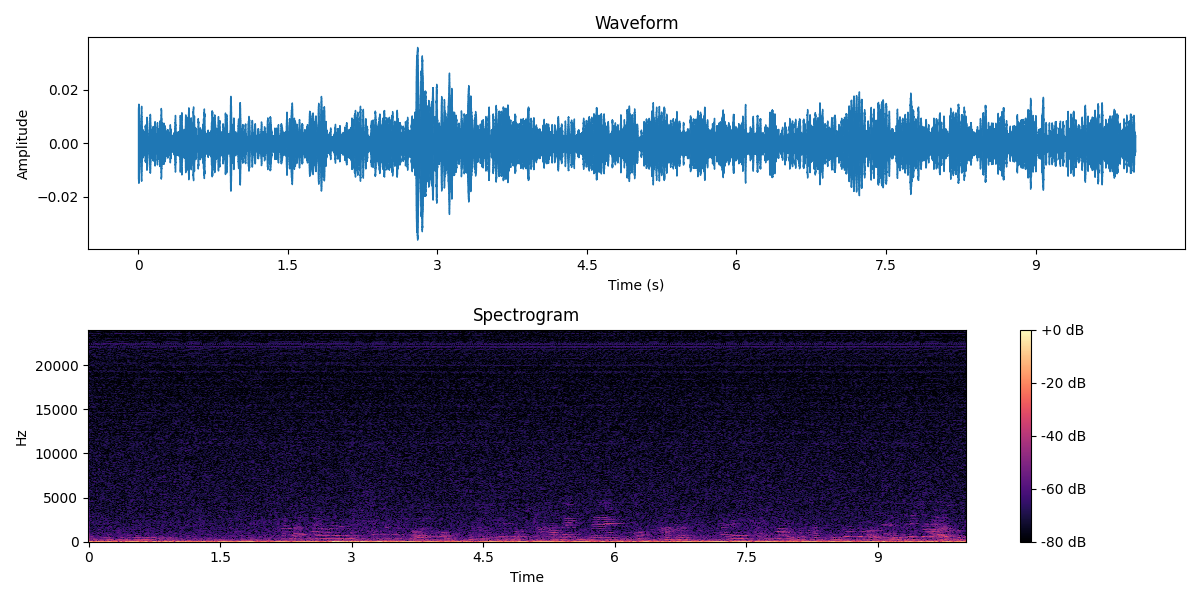 Waveform
Amplitude
0.02
0.00
−0.02
0 1.5 3 4.5 6 7.5 9
Time (s)
Spectrogram
Hz
20000
15000
10000
5000
0
0 1.5 3 4.5 6 7.5 9
Time
+0 dB
-20 dB
-40 dB
-60 dB
-80 dB